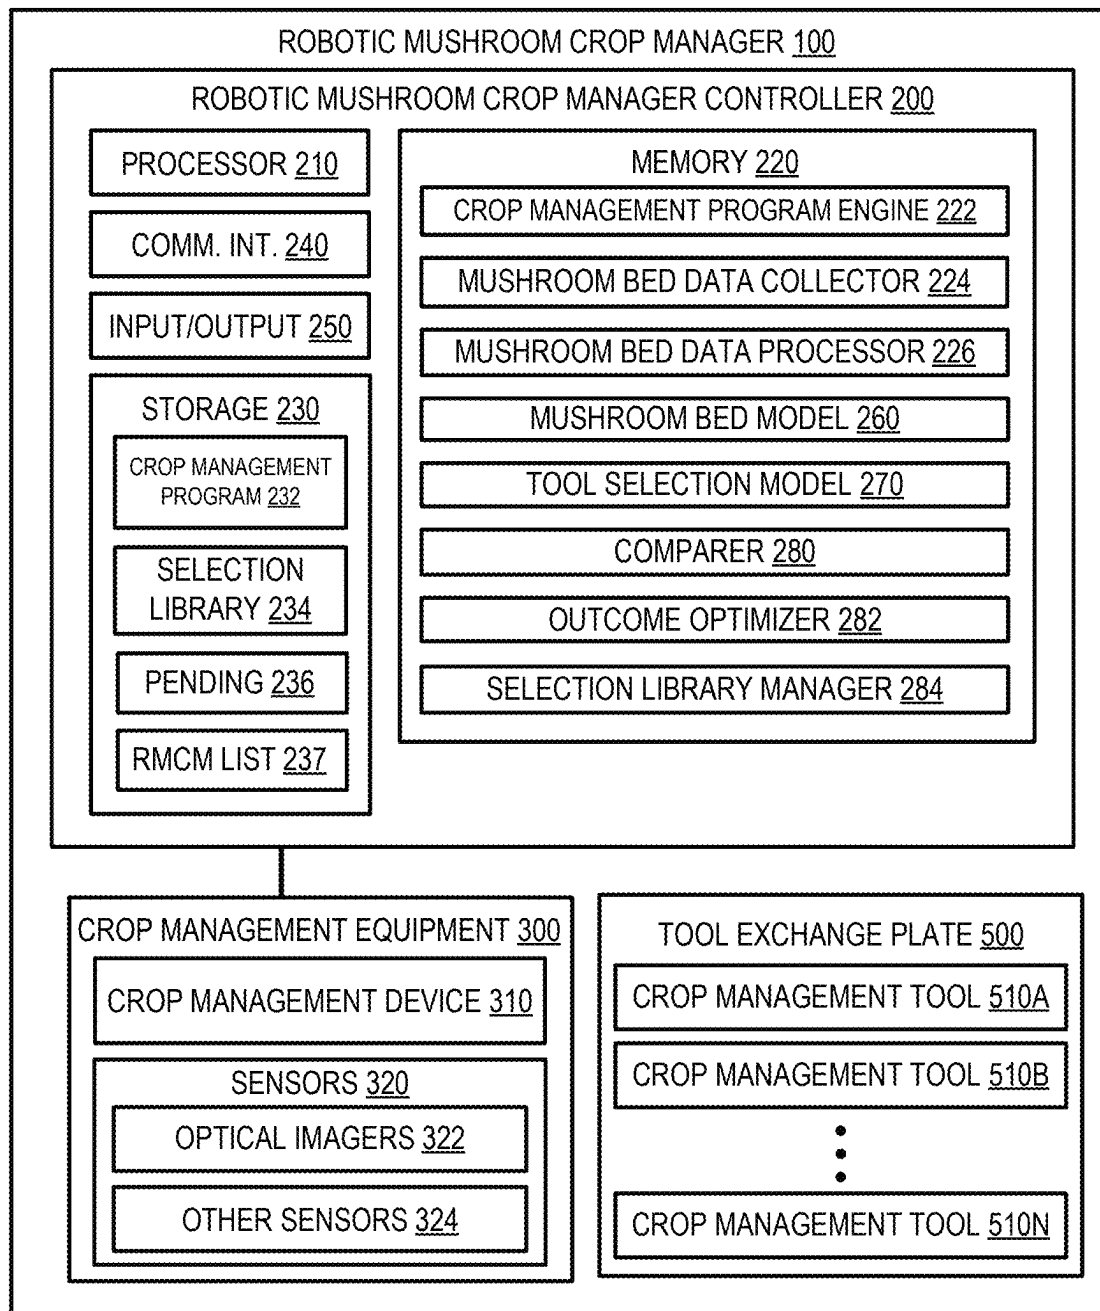 ROBOTIC MUSHROOM CROP MANAGER 100
ROBOTIC MUSHROOM CROP MANAGER CONTROLLER 200
PROCESSOR 210
COMM. INT. 240
INPUT/OUTPUT 250
STORAGE 230
CROP MANAGEMENT
PROGRAM 232
SELECTION
LIBRARY 234
PENDING 236
RMCM LIST 237
MEMORY 220
CROP MANAGEMENT PROGRAM ENGINE 222
MUSHROOM BED DATA COLLECTOR 224
MUSHROOM BED DATA PROCESSOR 226
MUSHROOM BED MODEL 260
TOOL SELECTION MODEL 270
COMPARER 280
OUTCOME OPTIMIZER 282
SELECTION LIBRARY MANAGER 284
CROP MANAGEMENT EQUIPMENT 300
CROP MANAGEMENT DEVICE 310
SENSORS 320
OPTICAL IMAGERS 322
OTHER SENSORS 324
TOOL EXCHANGE PLATE 500
CROP MANAGEMENT TOOL 510A
CROP MANAGEMENT TOOL 510B
CROP MANAGEMENT TOOL 510N